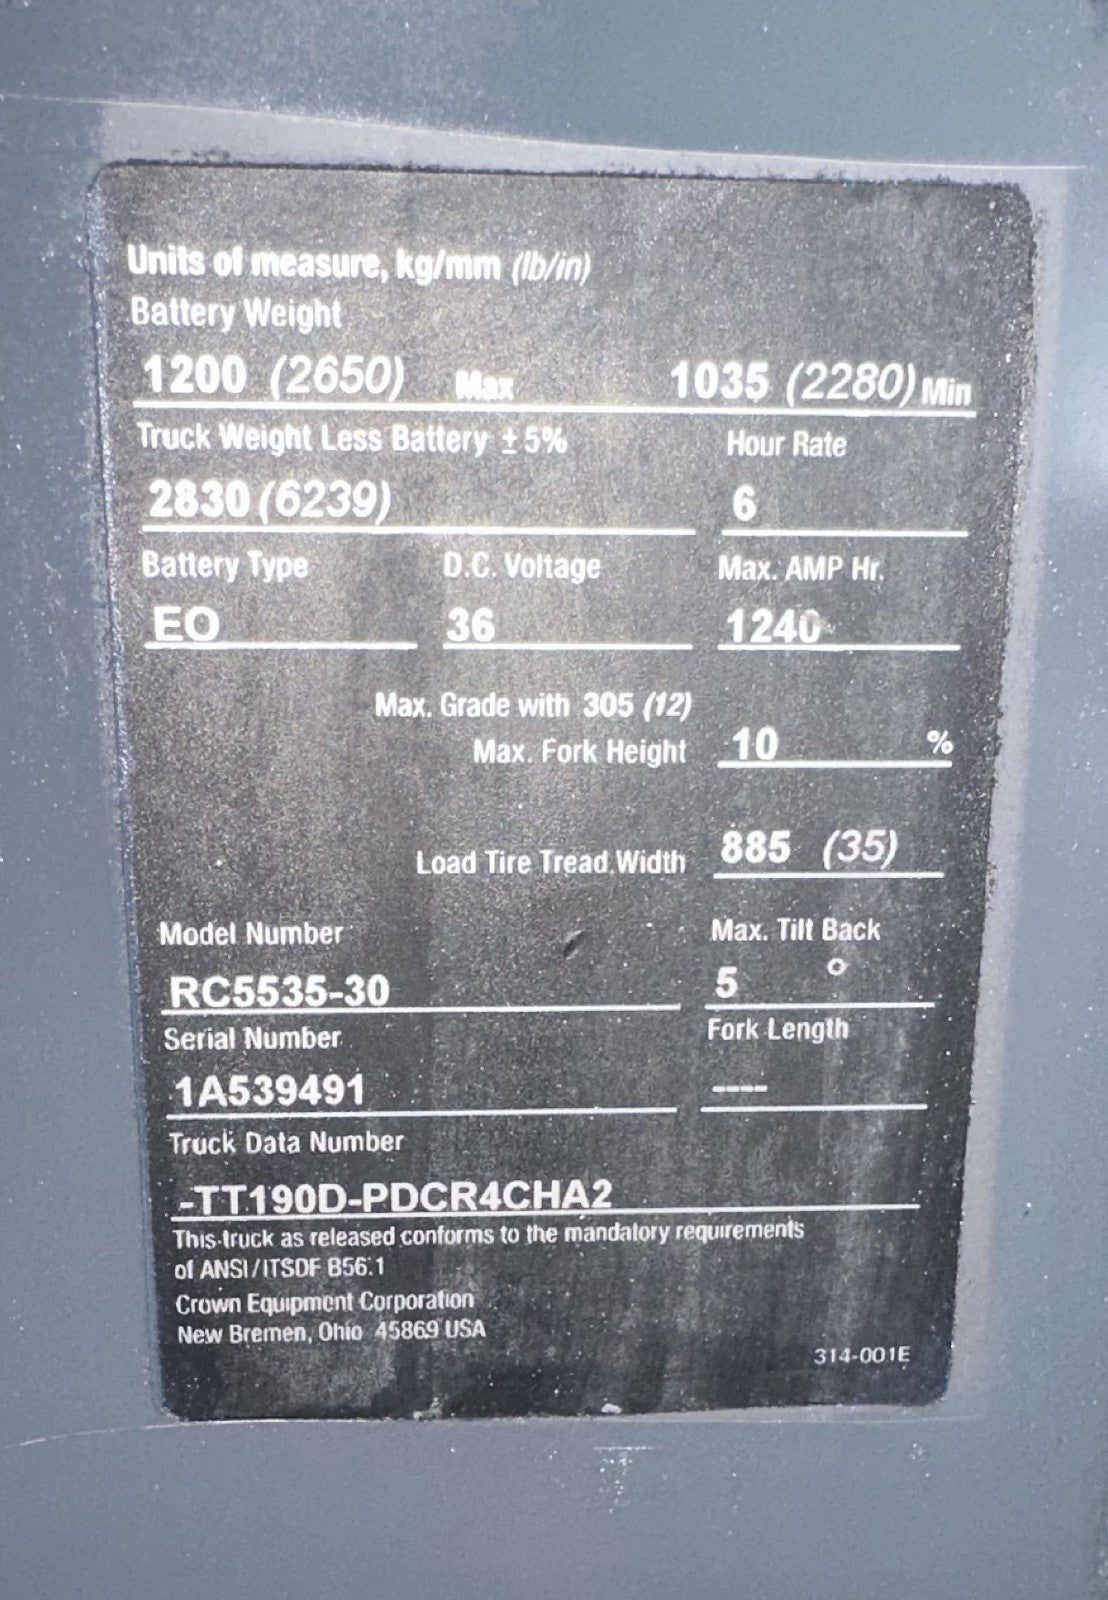 Units of measure, kg/mm (lb/in)
Battery Weight
1200 (2650) Max 1035 (2280) Min
Truck Weight Less Battery ± 5% Hour Rate
2830 (6239) 6
Battery Type D.C. Voltage Max. AMP Hr.
EO 36 1240
Max. Grade with 305 (12)
Max. Fork Height 10 %
Load Tire Tread Width 885 (35)
Model Number Max. Tilt Back
RC5535-30 5 °
Serial Number Fork Length
1A539491 ----
Truck Data Number
-TT190D-PDCR4CHA2
This truck as released conforms to the mandatory requirements
of ANSI/ITSDF B56.1
Crown Equipment Corporation
New Bremen, Ohio 45869 USA
314-001E